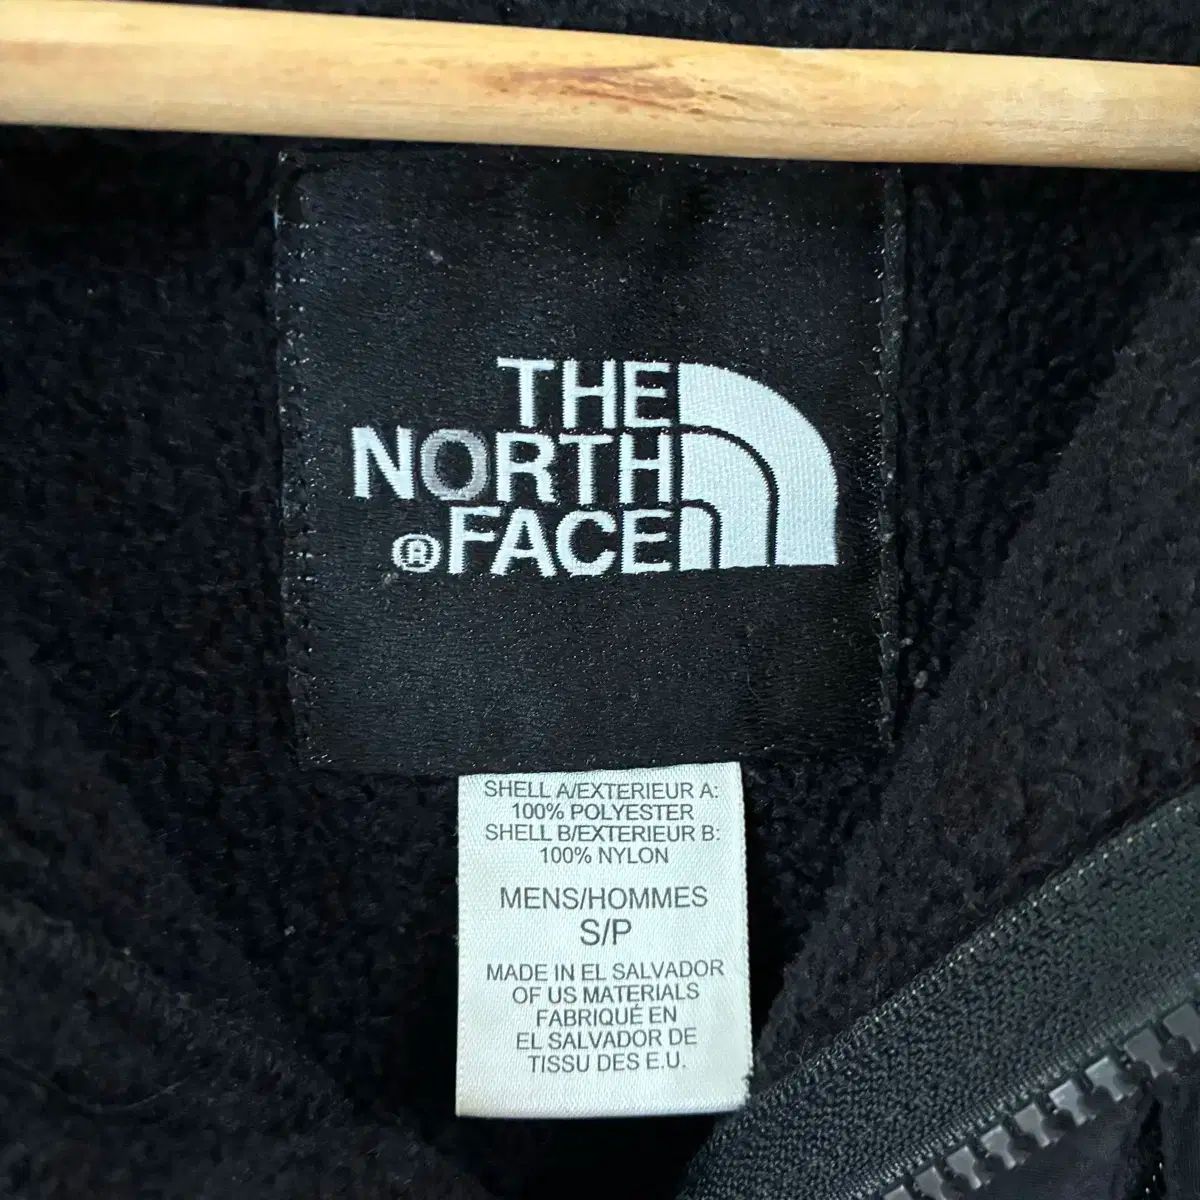 THE
NORTH
®FACE
SHELL A/EXTERIEUR A:
100% POLYESTER
SHELL B/EXTERIEUR B:
100% NYLON
MENS/HOMMES
S/P
MADE IN EL SALVADOR
OF US MATERIALS
FABRIQUÉ EN
EL SALVADOR DE
TISSU DES E.U.